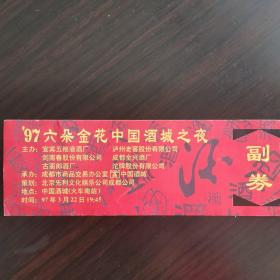 '97六朵金花中国酒城之夜
主办：宜宾五粮液酒厂 泸州老窖股份有限公司
剑南春股份有限公司 成都全兴酒厂
古蔺郎酒厂 沱牌股份有限公司
承办：成都市商品交易办公室 中国酒城
策划：北京先利文化娱乐公司成都公司
地点：中国酒城（火车南站）
时间：97年3月22日19:45
酒
副券